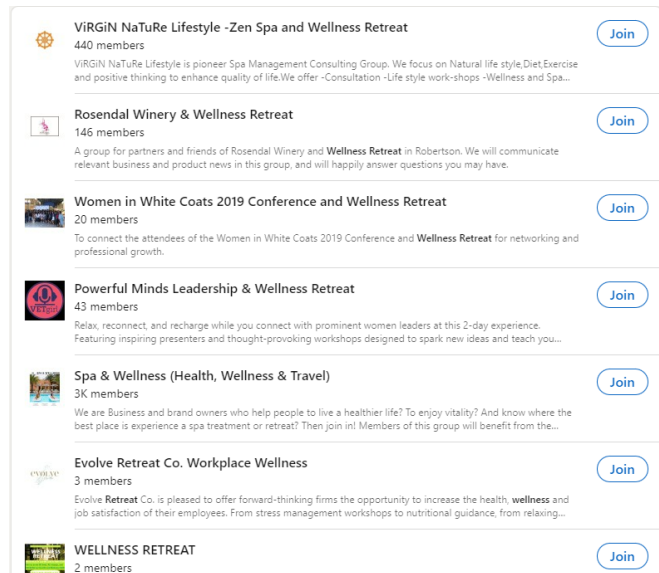 ViRGiN NaTuRe Lifestyle -Zen Spa and Wellness Retreat
Join
440 members
ViRGiN NaTuRe Lifestyle is pioneer Spa Management Consulting Group. We focus on Natural life style,Diet,Exercise
and positive thinking to enhance quality of life.We offer -Consultation -Life style work-shops -Wellness and Spa...
Rosendal Winery & Wellness Retreat
Join
146 members
A group for partners and friends of Rosendal Winery and Wellness Retreat in Robertson. We will communicate
relevant business and product news in this group, and will happily answer questions you may have.
Women in White Coats 2019 Conference and Wellness Retreat
Join
20 members
To connect the attendees of the Women in White Coats 2019 Conference and Wellness Retreat for networking and
professional growth.
Powerful Minds Leadership & Wellness Retreat
Join
VETgirl
43 members
Relax, reconnect, and recharge while you connect with prominent women leaders at this 2-day experience.
Featuring inspiring presenters and thought-provoking workshops designed to spark new ideas and teach you...
Spa & Wellness (Health, Wellness & Travel)
Join
3K members
We are Business and brand owners who help people to live a healthier life? To enjoy vitality? And know where the
best place is experience a spa treatment or retreat? Then join in! Members of this group will benefit from the...
Evolve Retreat Co. Workplace Wellness
Join
evolve
3 members
Evolve Retreat Co. is pleased to offer forward-thinking firms the opportunity to increase the health, wellness and
job satisfaction of their employees. From stress management workshops to nutritional guidance, from relaxing...
WELLNESS RETREAT
Join
WELLNESS
RETREAT
2 members